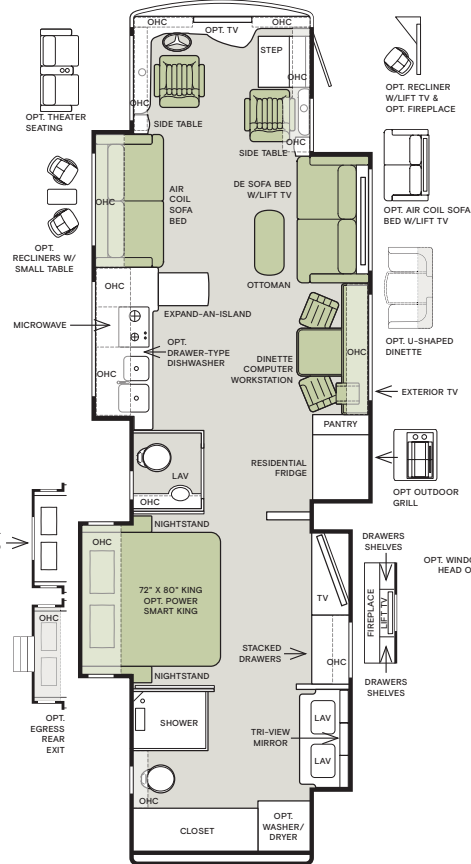 OHC
OHC
OPT. TV
STEP
OHC
OHC
SIDE TABLE
OHC
SIDE TABLE
OPT. THEATER
SEATING
OPT. RECLINER
W/LIFT TV &
OPT. FIREPLACE
OHC
AIR
COIL
SOFA
BED
DE SOFA BED
W/LIFT TV
OPT. AIR COIL SOFA
BED W/LIFT TV
OPT.
RECLINERS W/
SMALL TABLE
OTTOMAN
OHC
EXPAND-AN-ISLAND
MICROWAVE
OPT.
DRAWER-TYPE
DISHWASHER
OHC
DINETTE
COMPUTER
WORKSTATION
OHC
OPT. U-SHAPED
DINETTE
EXTERIOR TV
PANTRY
RESIDENTIAL
FRIDGE
OPT OUTDOOR
GRILL
LAV
OHC
NIGHTSTAND
OHC
72" X 80" KING
OPT. POWER
SMART KING
NIGHTSTAND
TV
STACKED
DRAWERS
OHC
DRAWERS
SHELVES
FIREPLACE
LIFT TV
DRAWERS
SHELVES
OPT. WINDO
HEAD O
OHC
OPT.
EGRESS
REAR
EXIT
SHOWER
TRI-VIEW
MIRROR
LAV
LAV
OHC
CLOSET
OPT.
WASHER/
DRYER